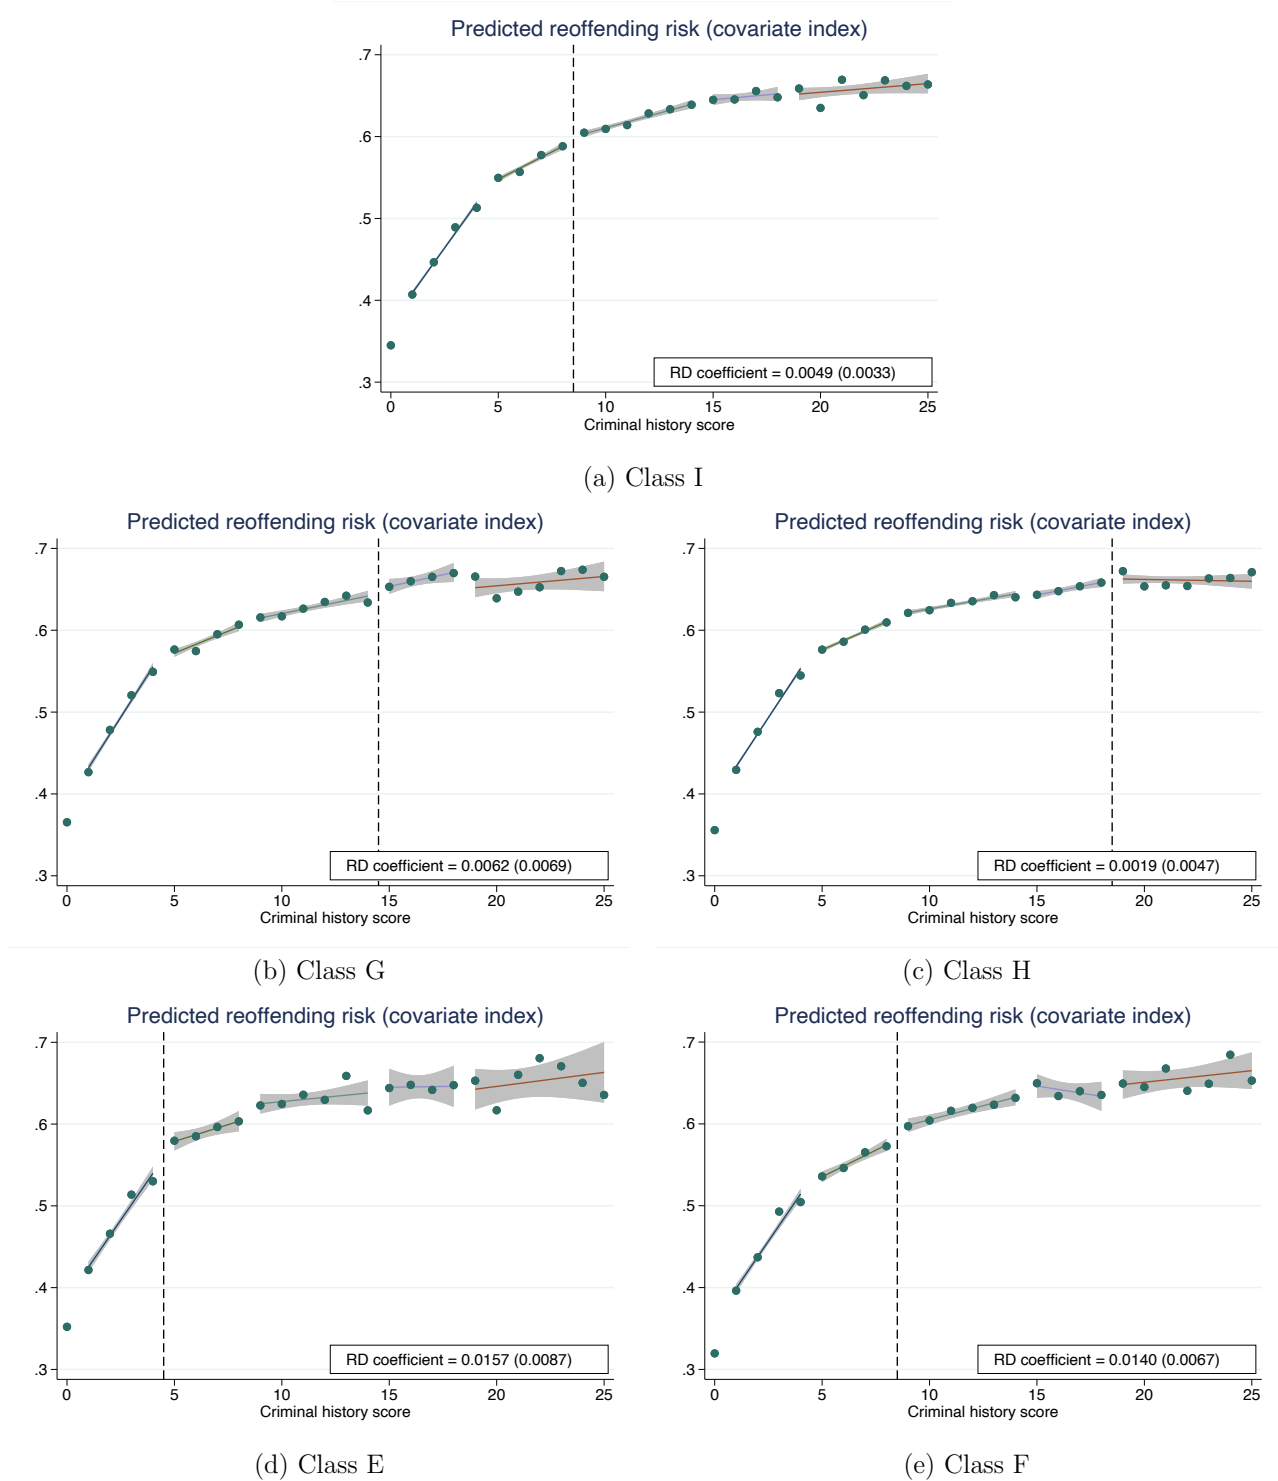 Predicted reoffending risk (covariate index)
.7
.6
.5
.4
.3
RD coefficient = 0.0049 (0.0033)
0 5 10 15 20 25
Criminal history score
(a) Class I
Predicted reoffending risk (covariate index)
.7
.6
.5
.4
.3
RD coefficient = 0.0062 (0.0069)
0 5 10 15 20 25
Criminal history score
(b) Class G
Predicted reoffending risk (covariate index)
.7
.6
.5
.4
.3
RD coefficient = 0.0019 (0.0047)
0 5 10 15 20 25
Criminal history score
(c) Class H
Predicted reoffending risk (covariate index)
.7
.6
.5
.4
.3
RD coefficient = 0.0157 (0.0087)
0 5 10 15 20 25
Criminal history score
(d) Class E
Predicted reoffending risk (covariate index)
.7
.6
.5
.4
.3
RD coefficient = 0.0140 (0.0067)
0 5 10 15 20 25
Criminal history score
(e) Class F